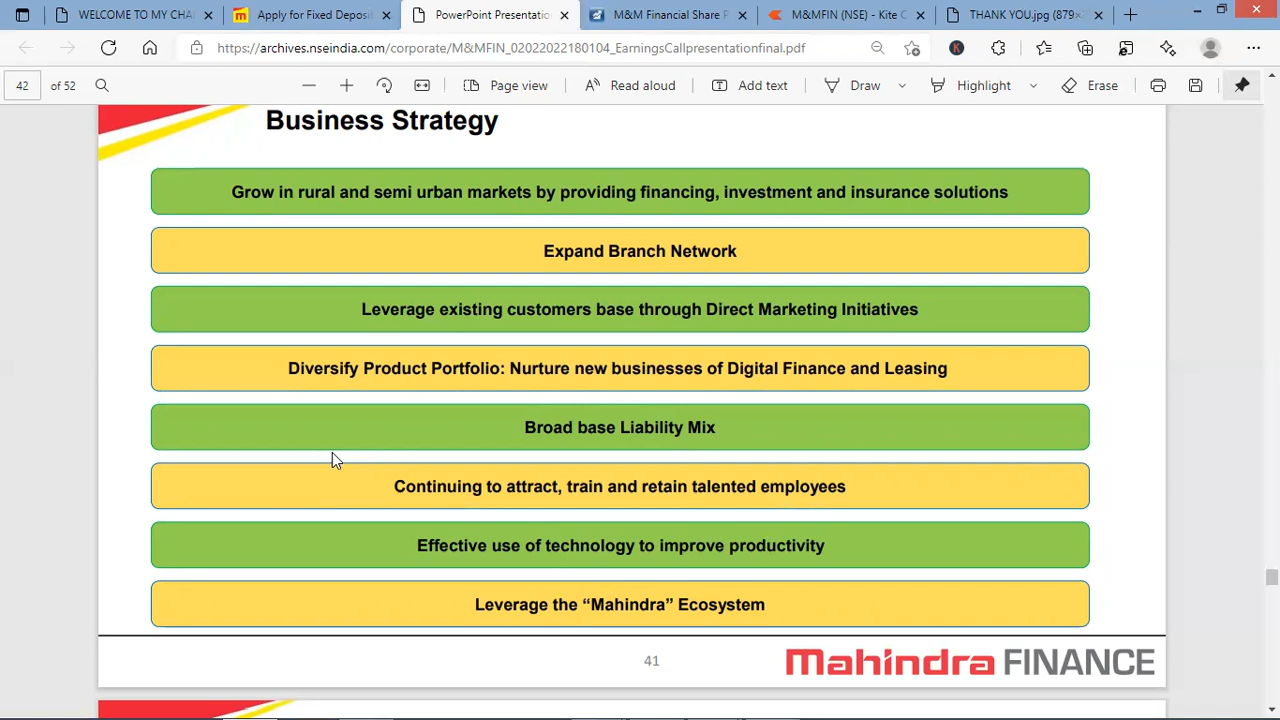 WELCOME TO MY CHA
Apply for Fixed Deposit
PowerPoint Presentatio
M&M Financial Share P
M&MFIN (NSE) - Kite C
THANK YOU.jpg (879×2
https://archives.nseindia.com/corporate/M&MFIN_02022022180104_EarningsCallpresentationfinal.pdf
K
42 of 52
Page view
Read aloud
Add text
Draw
Highlight
Erase
Business Strategy
Grow in rural and semi urban markets by providing financing, investment and insurance solutions
Expand Branch Network
Leverage existing customers base through Direct Marketing Initiatives
Diversify Product Portfolio: Nurture new businesses of Digital Finance and Leasing
Broad base Liability Mix
Continuing to attract, train and retain talented employees
Effective use of technology to improve productivity
Leverage the “Mahindra” Ecosystem
41
Mahindra FINANCE